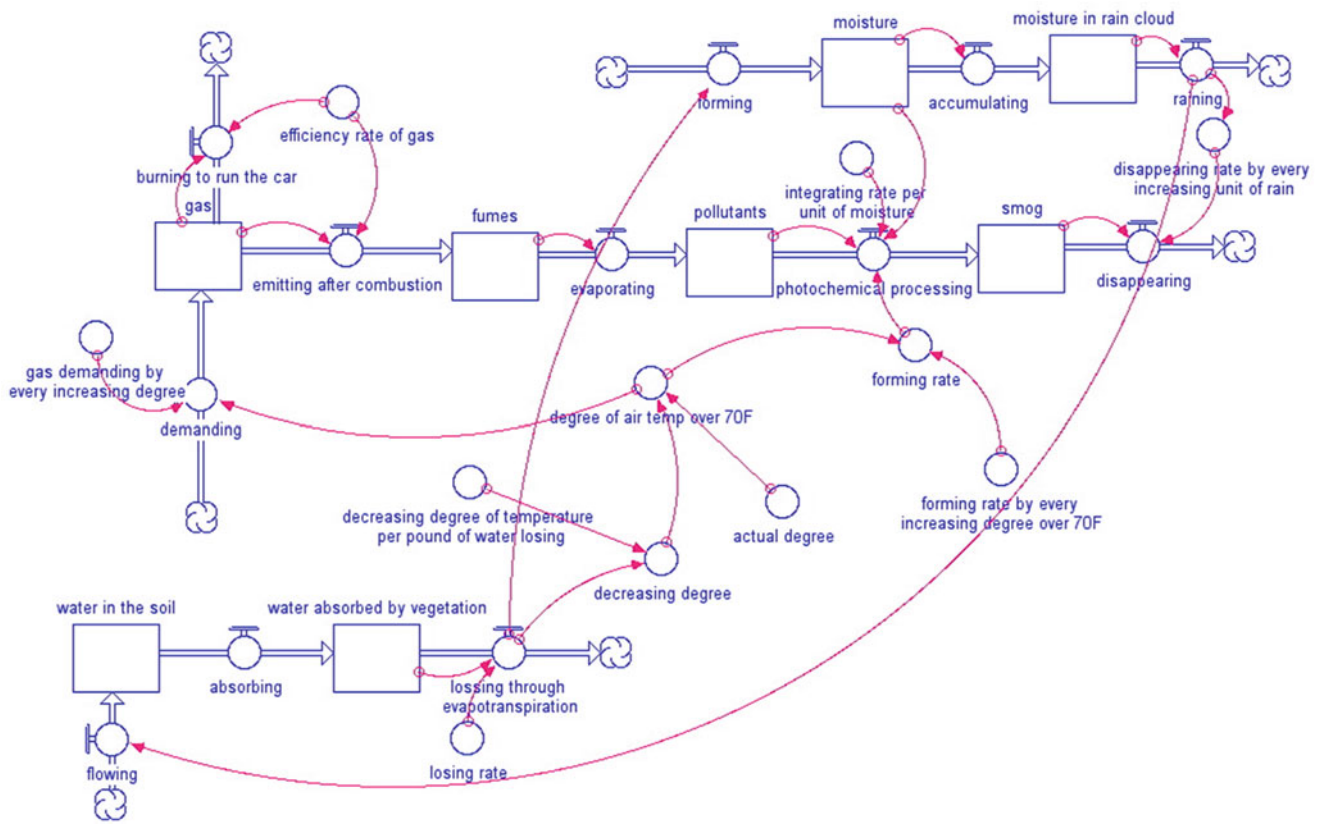 moisture
moisture in rain cloud
forming
accumulating
raining
efficiency rate of gas
burning to run the car
gas
integrating rate per
unit of moisture
disappearing rate by every
increasing unit of rain
fumes
pollutants
smog
emitting after combustion
evaporating
photochemical processing
disappearing
gas demanding by
every increasing degree
demanding
degree of air temp over 70F
forming rate
decreasing degree of temperature
per pound of water losing
actual degree
forming rate by every
increasing degree over 70F
decreasing degree
water in the soil
water absorbed by vegetation
absorbing
lossing through
evapotranspiration
losing rate
flowing